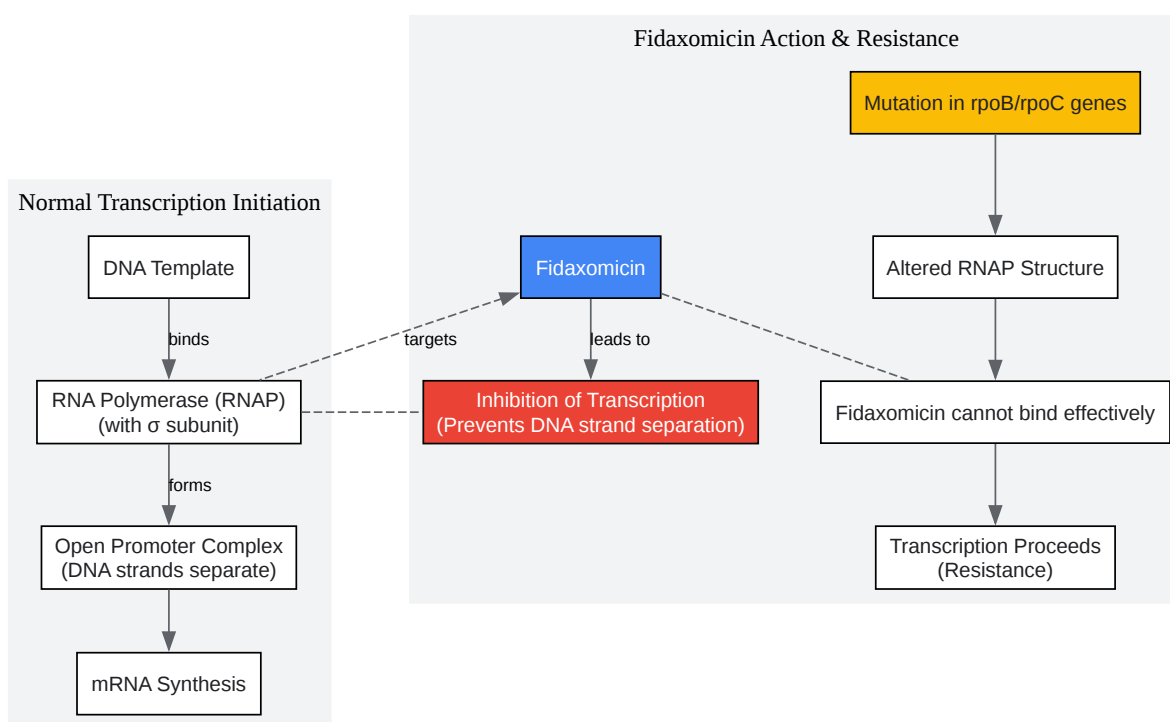 Fidaxomicin Action & Resistance
Mutation in rpoB/rpoC genes
Normal Transcription Initiation
DNA Template
Fidaxomicin
Altered RNAP Structure
binds
targets
leads to
RNA Polymerase (RNAP)
(with σ subunit)
Inhibition of Transcription
(Prevents DNA strand separation)
Fidaxomicin cannot bind effectively
forms
Open Promoter Complex
(DNA strands separate)
Transcription Proceeds
(Resistance)
mRNA Synthesis